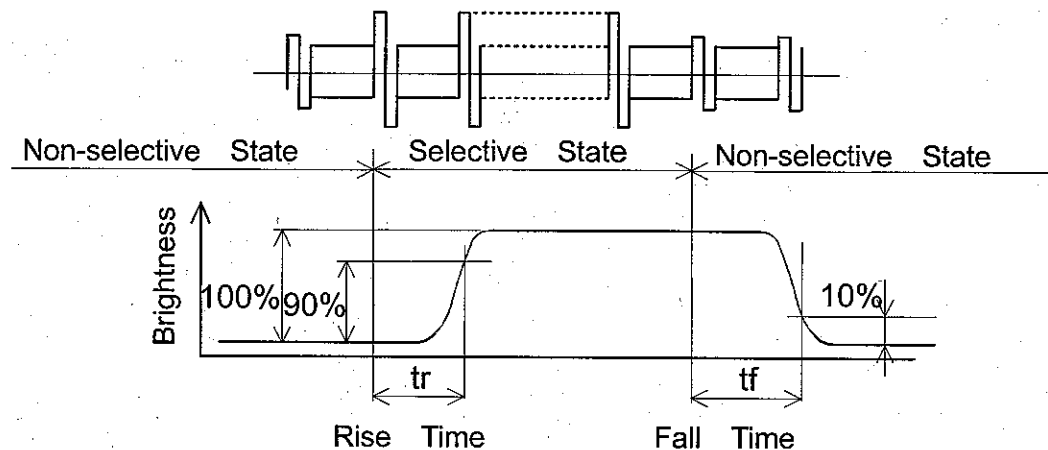 Non-selective State
Selective State
Non-selective State
Brightness
100%
90%
10%
tr
tf
Rise Time
Fall Time